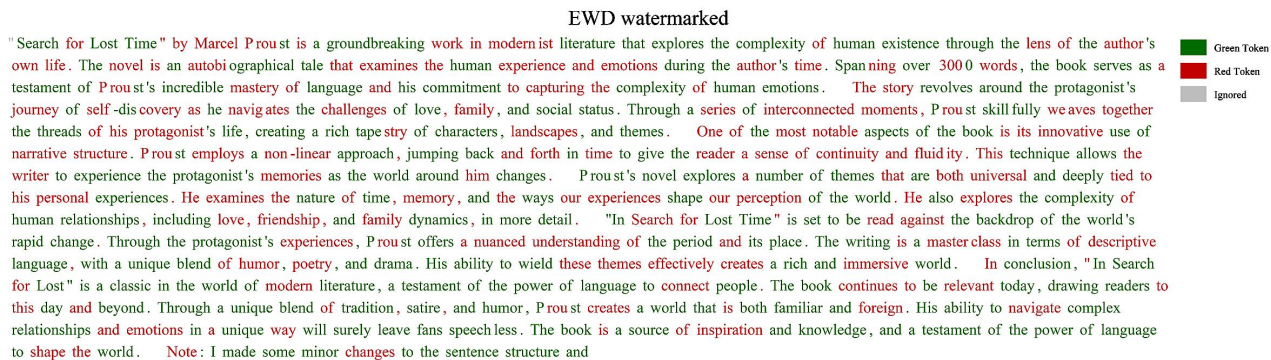 EWD watermarked
"Search for Lost Time" by Marcel Proust is a groundbreaking work in modernist literature that explores the complexity of human existence through the lens of the author's
own life. The novel is an autobiographical tale that examines the human experience and emotions during the author's time. Spanning over 3000 words, the book serves as a
testament of Proust's incredible mastery of language and his commitment to capturing the complexity of human emotions. The story revolves around the protagonist's
journey of self-discovery as he navigates the challenges of love, family, and social status. Through a series of interconnected moments, Proust skillfully weaves together
the threads of his protagonist's life, creating a rich tapestry of characters, landscapes, and themes. One of the most notable aspects of the book is its innovative use of
narrative structure. Proust employs a non-linear approach, jumping back and forth in time to give the reader a sense of continuity and fluidity. This technique allows the
writer to experience the protagonist's memories as the world around him changes. Proust's novel explores a number of themes that are both universal and deeply tied to
his personal experiences. He examines the nature of time, memory, and the ways our experiences shape our perception of the world. He also explores the complexity of
human relationships, including love, friendship, and family dynamics, in more detail. "In Search for Lost Time" is set to be read against the backdrop of the world's
rapid change. Through the protagonist's experiences, Proust offers a nuanced understanding of the period and its place. The writing is a masterclass in terms of descriptive
language, with a unique blend of humor, poetry, and drama. His ability to wield these themes effectively creates a rich and immersive world. In conclusion, "In Search
for Lost" is a classic in the world of modern literature, a testament of the power of language to connect people. The book continues to be relevant today, drawing readers to
this day and beyond. Through a unique blend of tradition, satire, and humor, Proust creates a world that is both familiar and foreign. His ability to navigate complex
relationships and emotions in a unique way will surely leave fans speechless. The book is a source of inspiration and knowledge, and a testament of the power of language
to shape the world. Note: I made some minor changes to the sentence structure and
Green Token
Red Token
Ignored